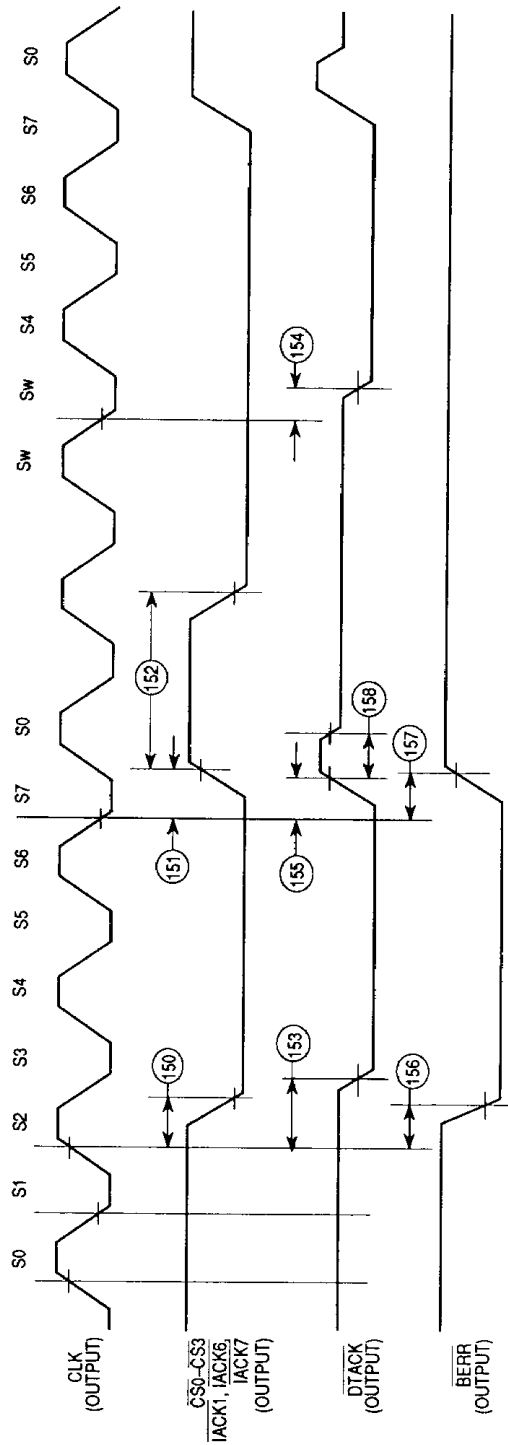 S0 S1 S2 S3 S4 S5 S6 S7 S0 Sw Sw S4 S5 S6 S7 S0
CLK
(OUTPUT)
150
151
152
CS0–CS3
IACK1, IACK6,
IACK7
(OUTPUT)
153
155
154
158
DTACK
(OUTPUT)
156
157
BERR
(OUTPUT)